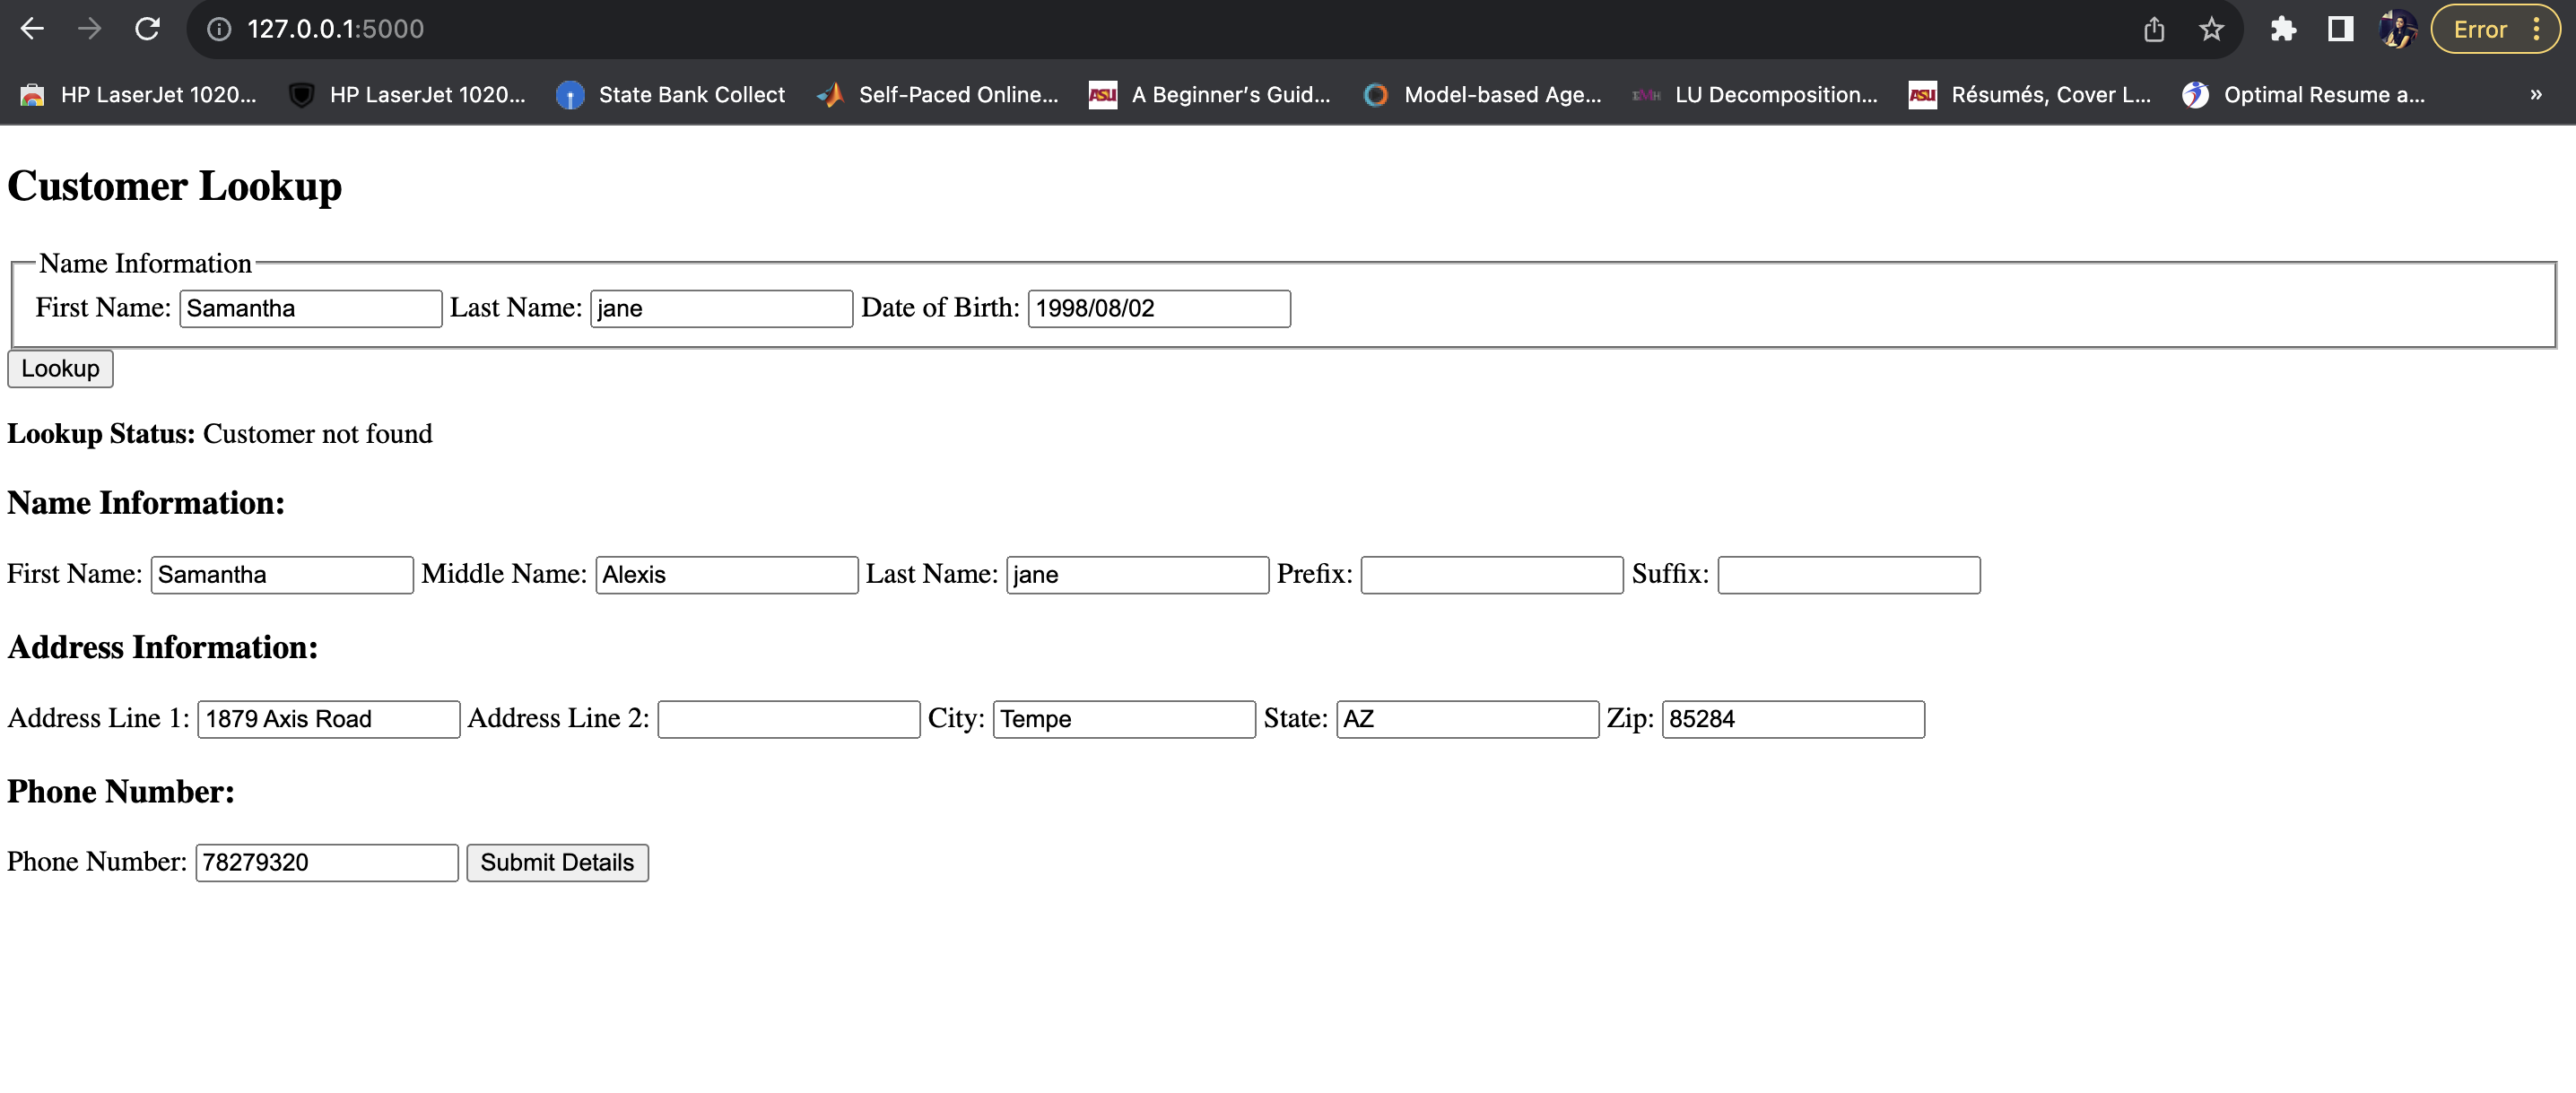 127.0.0.1:5000 Error
HP LaserJet 1020... HP LaserJet 1020... State Bank Collect Self-Paced Online... ASU A Beginner's Guid... Model-based Age... LU Decomposition... ASU Résumés, Cover L... Optimal Resume a... »
Customer Lookup
Name Information
First Name: Samantha Last Name: jane Date of Birth: 1998/08/02
Lookup
Lookup Status: Customer not found
Name Information:
First Name: Samantha Middle Name: Alexis Last Name: jane Prefix: Suffix:
Address Information:
Address Line 1: 1879 Axis Road Address Line 2: City: Tempe State: AZ Zip: 85284
Phone Number:
Phone Number: 78279320 Submit Details